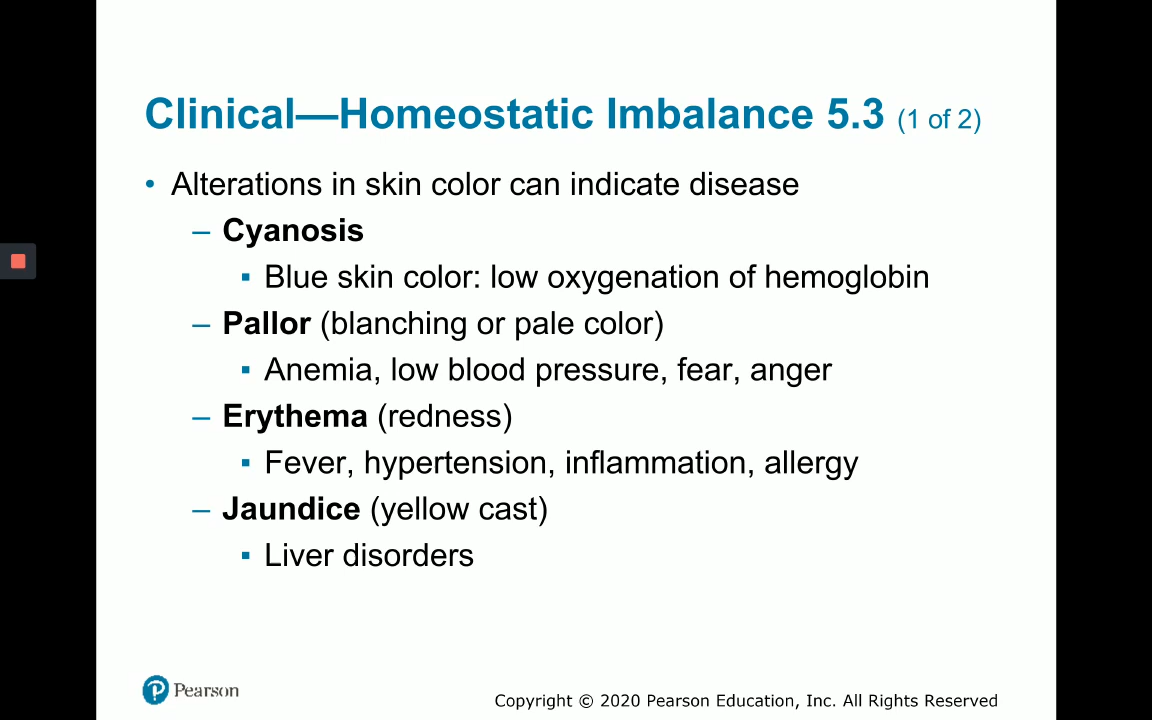 Clinical—Homeostatic Imbalance 5.3 (1 of 2)
• Alterations in skin color can indicate disease
– Cyanosis
▪ Blue skin color: low oxygenation of hemoglobin
– Pallor (blanching or pale color)
▪ Anemia, low blood pressure, fear, anger
– Erythema (redness)
▪ Fever, hypertension, inflammation, allergy
– Jaundice (yellow cast)
▪ Liver disorders
P Pearson
Copyright © 2020 Pearson Education, Inc. All Rights Reserved